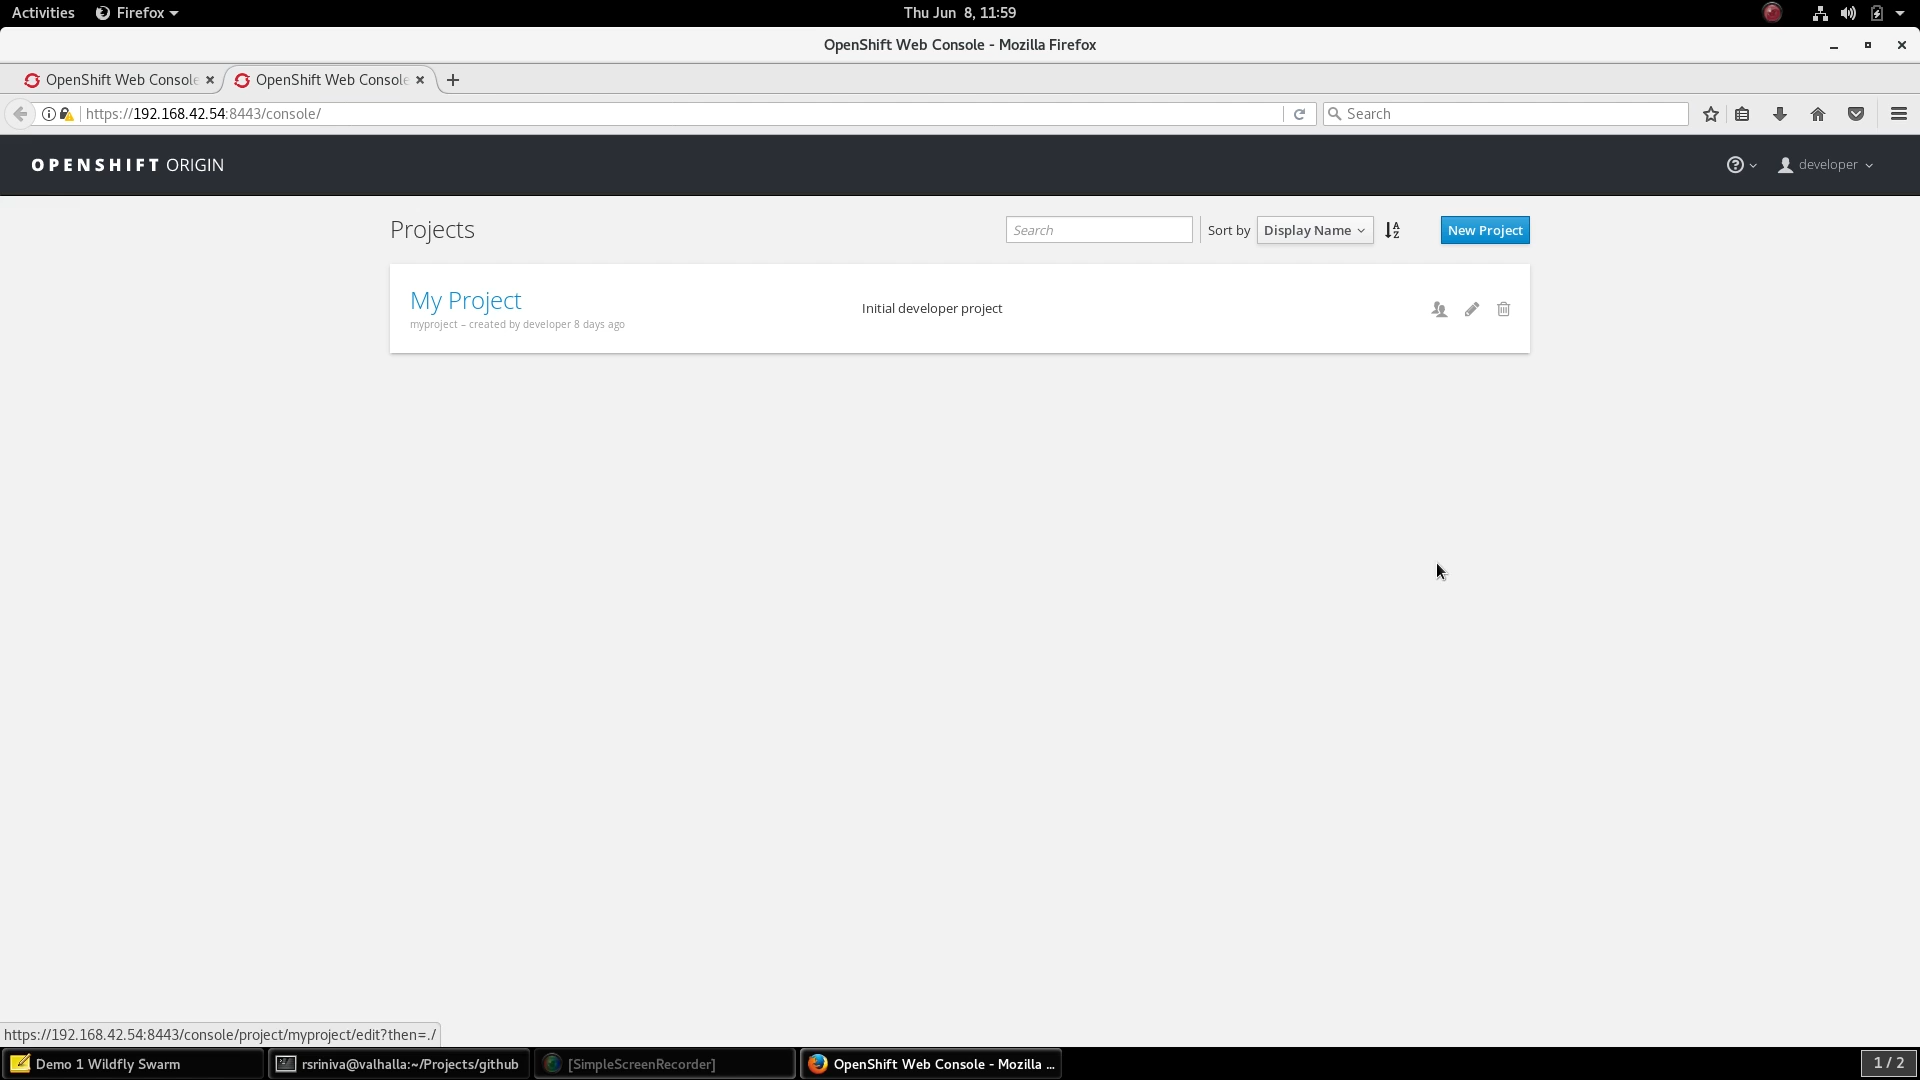 Activities Firefox Thu Jun 8, 11:59
OpenShift Web Console - Mozilla Firefox
OpenShift Web Console OpenShift Web Console
https://192.168.42.54:8443/console/ Search
OPENSHIFT ORIGIN developer
Projects Search Sort by Display Name New Project
My Project
Initial developer project
myproject – created by developer 8 days ago
https://192.168.42.54:8443/console/project/myproject/edit?then=./
Demo 1 Wildfly Swarm rsriniva@valhalla:~/Projects/github [SimpleScreenRecorder] OpenShift Web Console - Mozilla ... 1 / 2